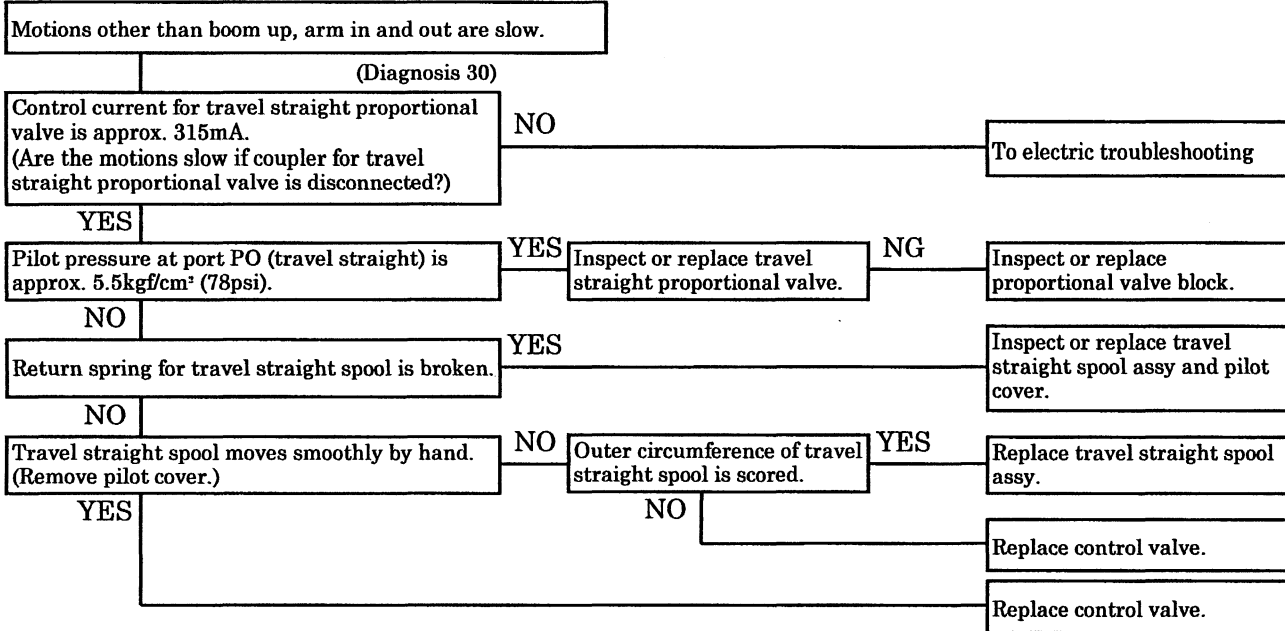 Motions other than boom up, arm in and out are slow.
(Diagnosis 30)
Control current for travel straight proportional
valve is approx. 315mA.
(Are the motions slow if coupler for travel
straight proportional valve is disconnected?)
NO
To electric troubleshooting
YES
Pilot pressure at port PO (travel straight) is
approx. 5.5kgf/cm² (78psi).
YES
Inspect or replace travel
straight proportional valve.
NG
Inspect or replace
proportional valve block.
NO
Return spring for travel straight spool is broken.
YES
Inspect or replace travel
straight spool assy and pilot
cover.
NO
Travel straight spool moves smoothly by hand.
(Remove pilot cover.)
NO
Outer circumference of travel
straight spool is scored.
YES
Replace travel straight spool
assy.
YES
NO
Replace control valve.
Replace control valve.